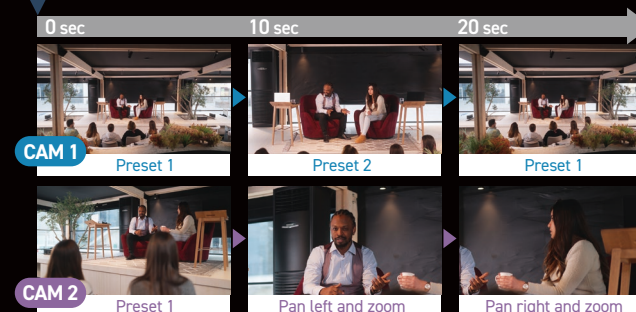 0 sec
10 sec
20 sec
CAM 1
Preset 1
Preset 2
Preset 1
CAM 2
Preset 1
Pan left and zoom
Pan right and zoom